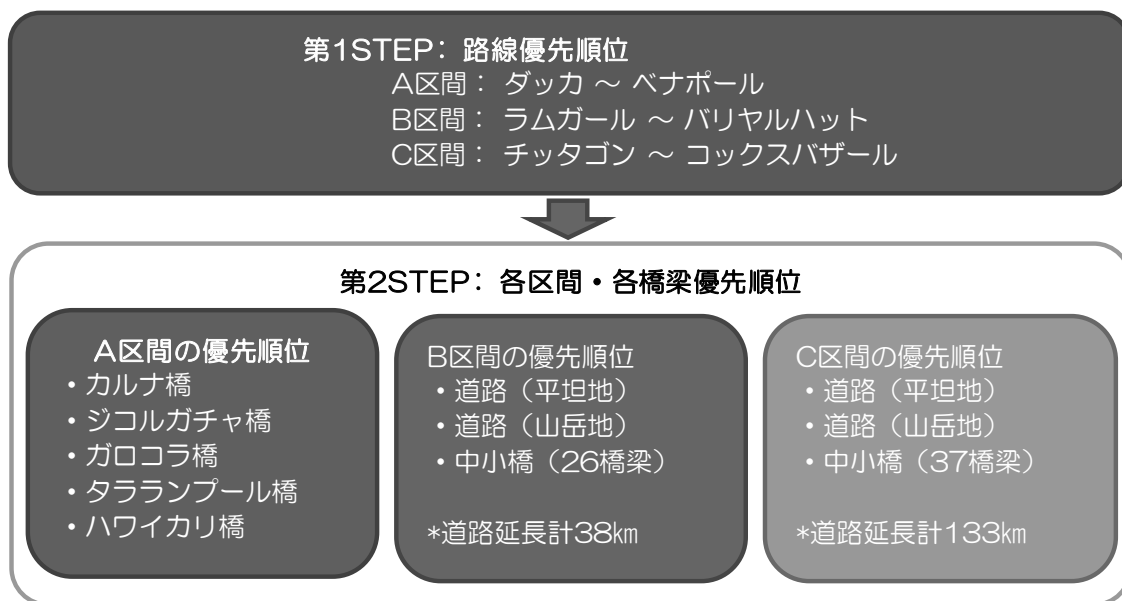 第1STEP： 路線優先順位
A区間： ダッカ ～ ベナポール
B区間： ラムガール ～ バリヤルハット
C区間： チッタゴン ～ コックスバザール
第2STEP： 各区間・各橋梁優先順位
A区間の優先順位
・カルナ橋
・ジコルガチャ橋
・ガロコラ橋
・タラランプール橋
・ハワイカリ橋
B区間の優先順位
・道路（平坦地）
・道路（山岳地）
・中小橋（26橋梁）
*道路延長計38㎞
C区間の優先順位
・道路（平坦地）
・道路（山岳地）
・中小橋（37橋梁）
*道路延長計133㎞